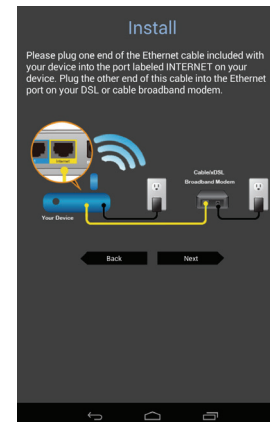 Install
Please plug one end of the Ethernet cable included with
your device into the port labeled INTERNET on your
device. Plug the other end of this cable into the Ethernet
port on your DSL or cable broadband modem.
Internet
Cable/xDSL
Broadband Modem
Your Device
Back
Next